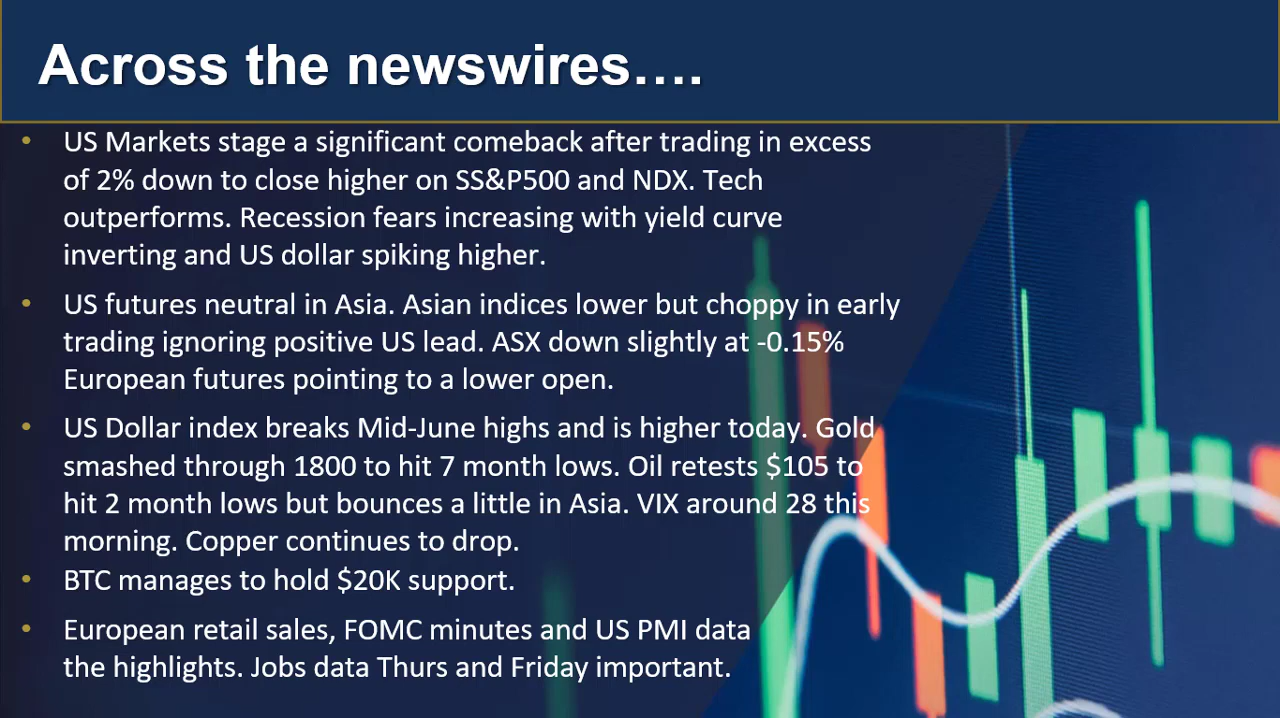 Across the newswires....
• US Markets stage a significant comeback after trading in excess
of 2% down to close higher on SS&P500 and NDX. Tech
outperforms. Recession fears increasing with yield curve
inverting and US dollar spiking higher.
• US futures neutral in Asia. Asian indices lower but choppy in early
trading ignoring positive US lead. ASX down slightly at -0.15%
European futures pointing to a lower open.
• US Dollar index breaks Mid-June highs and is higher today. Gold
smashed through 1800 to hit 7 month lows. Oil retests $105 to
hit 2 month lows but bounces a little in Asia. VIX around 28 this
morning. Copper continues to drop.
• BTC manages to hold $20K support.
• European retail sales, FOMC minutes and US PMI data
the highlights. Jobs data Thurs and Friday important.